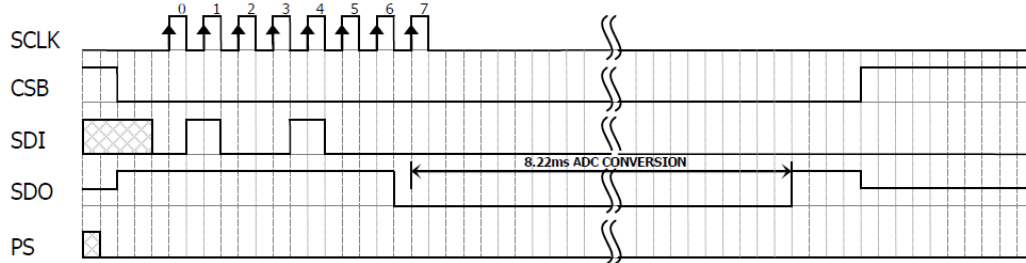 0 1 2 3 4 5 6 7
SCLK
CSB
SDI
8.22ms ADC CONVERSION
SDO
PS